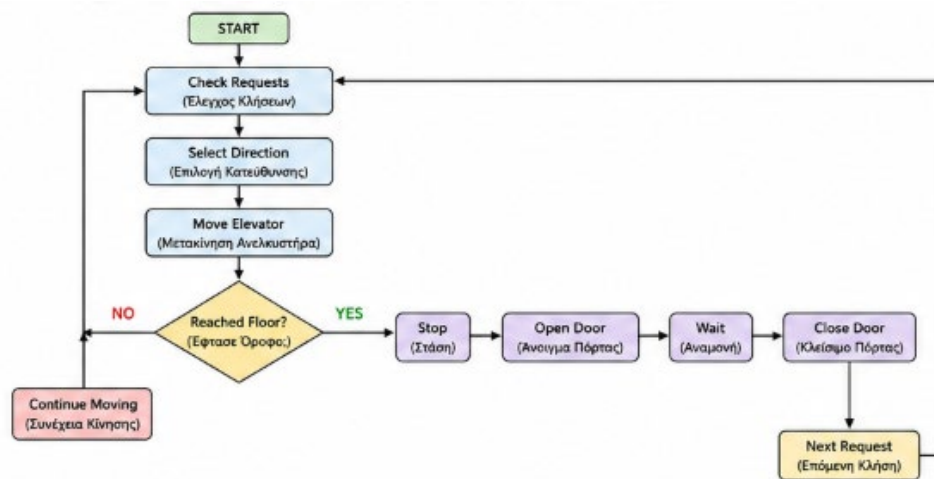 START
Check Requests
(Έλεγχος Κλήσεων)
Select Direction
(Επιλογή Κατεύθυνσης)
Move Elevator
(Μετακίνηση Ανελκυστήρα)
Reached Floor?
(Έφτασε Όροφο;)
NO
YES
Stop
(Στάση)
Open Door
(Άνοιγμα Πόρτας)
Wait
(Αναμονή)
Close Door
(Κλείσιμο Πόρτας)
Continue Moving
(Συνέχεια Κίνησης)
Next Request
(Επόμενη Κλήση)